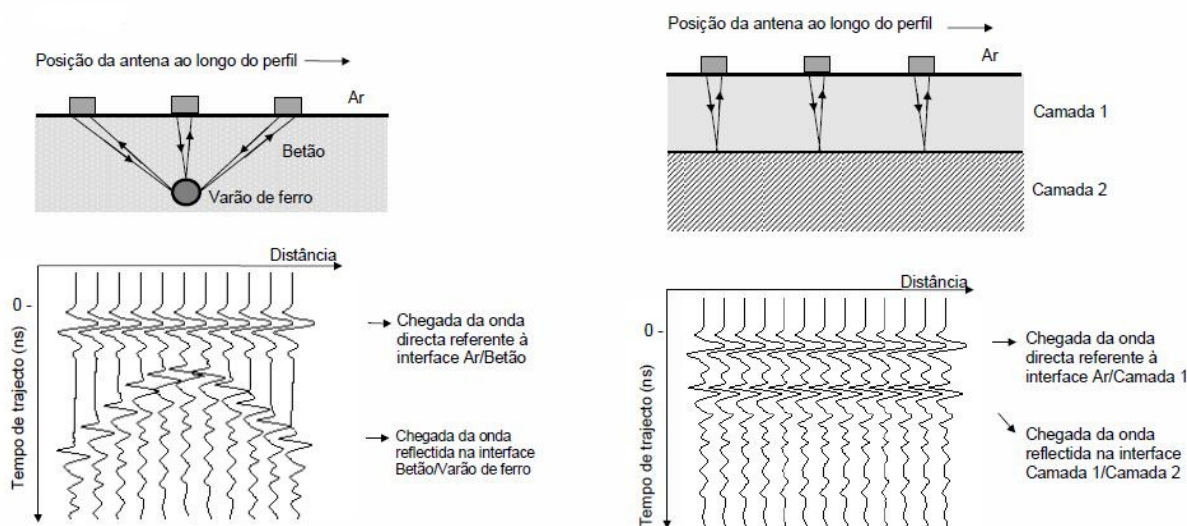 Posição da antena ao longo do perfil
Ar
Betão
Varão de ferro
Distância
0 -
Tempo de trajecto (ns)
Chegada da onda
directa referente à
interface Ar/Betão
Chegada da onda
reflectida na interface
Betão/Varão de ferro
Posição da antena ao longo do perfil
Ar
Camada 1
Camada 2
Distância
0 -
Tempo de trajecto (ns)
Chegada da onda
directa referente à
interface Ar/Camada 1
Chegada da onda
reflectida na interface
Camada 1/Camada 2